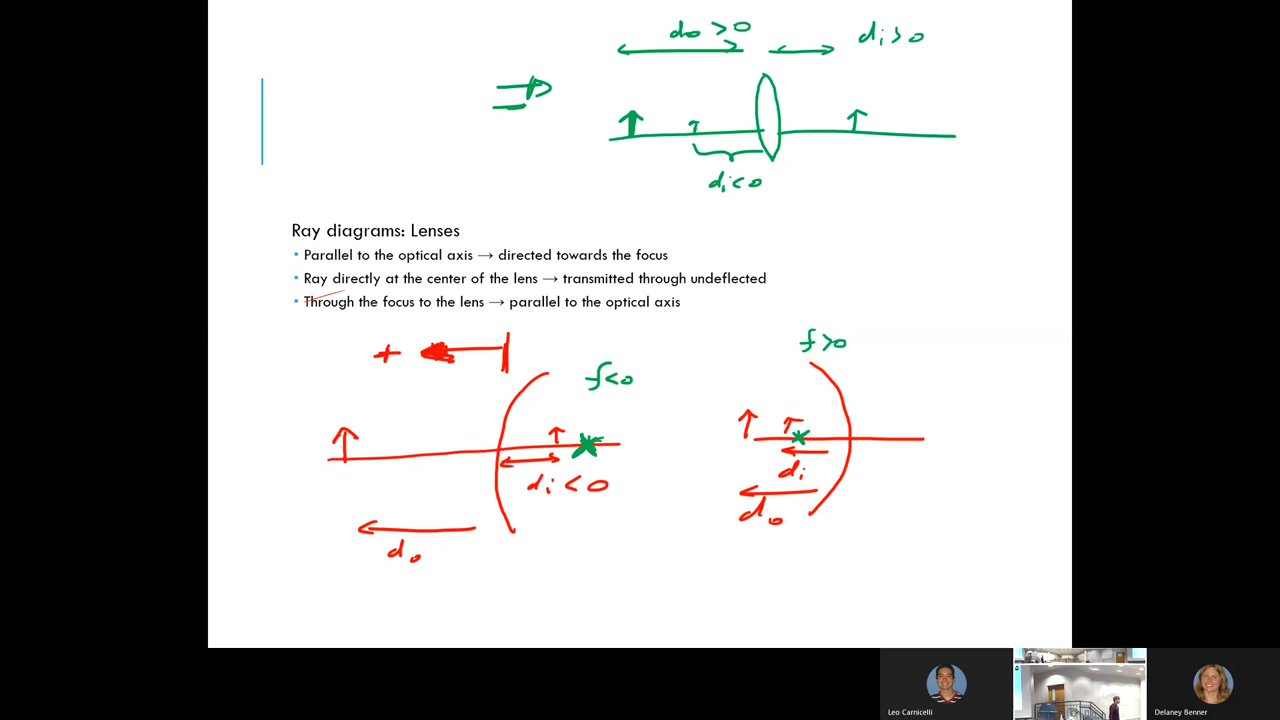 do >0
di >0
di <0
Ray diagrams: Lenses
▪ Parallel to the optical axis → directed towards the focus
▪ Ray directly at the center of the lens → transmitted through undeflected
▪ Through the focus to the lens → parallel to the optical axis
+
f <0
f >0
di < 0
di
do
do
Leo Carnicelli
Delaney Benner